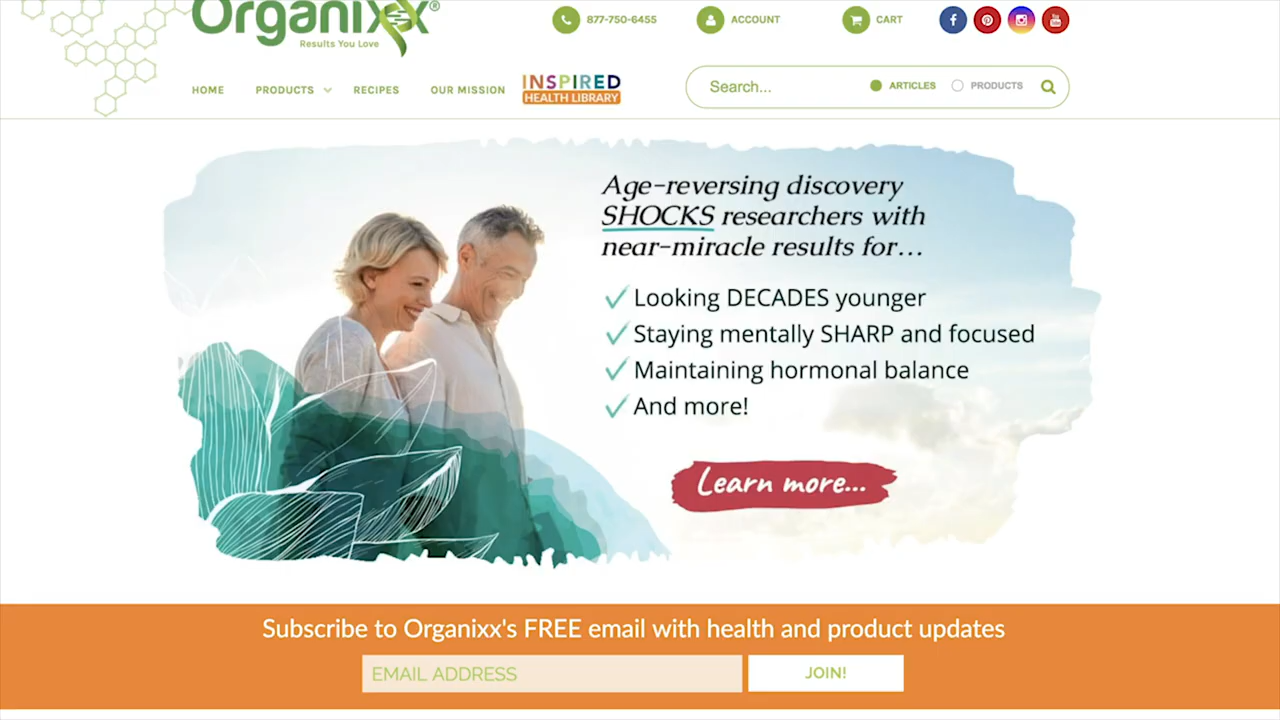 Organixx®
Results You Love
877-750-6455
ACCOUNT
CART
HOME
PRODUCTS
RECIPES
OUR MISSION
INSPIRED
HEALTH LIBRARY
Search...
ARTICLES
PRODUCTS
Age-reversing discovery
SHOCKS researchers with
near-miracle results for...
Looking DECADES younger
Staying mentally SHARP and focused
Maintaining hormonal balance
And more!
Learn more...
Subscribe to Organixx's FREE email with health and product updates
EMAIL ADDRESS
JOIN!